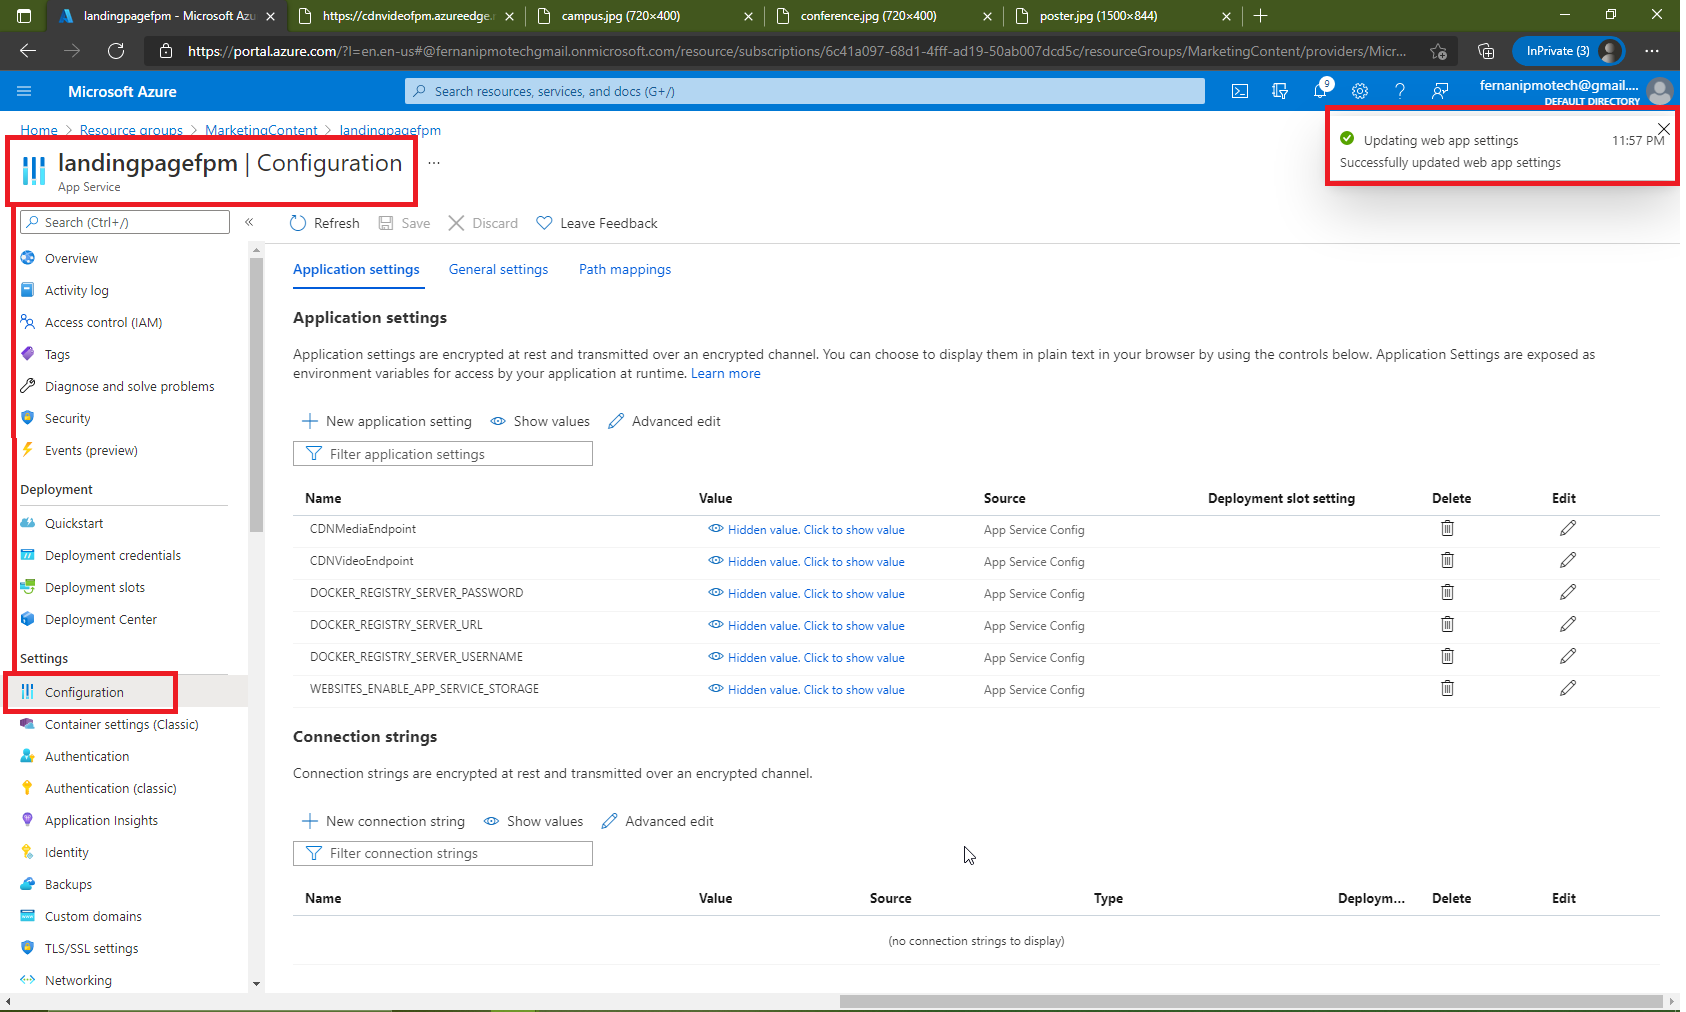 landingpagefpm - Microsoft Azu
https://cdnvideofpm.azureedge.n
campus.jpg (720×400)
conference.jpg (720×400)
poster.jpg (1500×844)
https://portal.azure.com/?l=en.en-us#@fernanipmotechgmail.onmicrosoft.com/resource/subscriptions/6c41a097-68d1-4fff-ad19-50ab007dcd5c/resourceGroups/MarketingContent/providers/Micr...
InPrivate (3)
Microsoft Azure
Search resources, services, and docs (G+/)
9
fernanipmotech@gmail....
DEFAULT DIRECTORY
Home > Resource groups > MarketingContent > landingpagefpm
Updating web app settings 11:57 PM
Successfully updated web app settings
landingpagefpm | Configuration ...
App Service
Search (Ctrl+/)
«
Refresh Save Discard Leave Feedback
Overview
Activity log
Access control (IAM)
Tags
Diagnose and solve problems
Security
Events (preview)
Deployment
Quickstart
Deployment credentials
Deployment slots
Deployment Center
Settings
Configuration
Container settings (Classic)
Authentication
Authentication (classic)
Application Insights
Identity
Backups
Custom domains
TLS/SSL settings
Networking
Application settings General settings Path mappings
Application settings
Application settings are encrypted at rest and transmitted over an encrypted channel. You can choose to display them in plain text in your browser by using the controls below. Application Settings are exposed as
environment variables for access by your application at runtime. Learn more
New application setting Show values Advanced edit
Filter application settings
Name Value Source Deployment slot setting Delete Edit
CDNMediaEndpoint Hidden value. Click to show value App Service Config
CDNVideoEndpoint Hidden value. Click to show value App Service Config
DOCKER_REGISTRY_SERVER_PASSWORD Hidden value. Click to show value App Service Config
DOCKER_REGISTRY_SERVER_URL Hidden value. Click to show value App Service Config
DOCKER_REGISTRY_SERVER_USERNAME Hidden value. Click to show value App Service Config
WEBSITES_ENABLE_APP_SERVICE_STORAGE Hidden value. Click to show value App Service Config
Connection strings
Connection strings are encrypted at rest and transmitted over an encrypted channel.
New connection string Show values Advanced edit
Filter connection strings
Name Value Source Type Deploym... Delete Edit
(no connection strings to display)